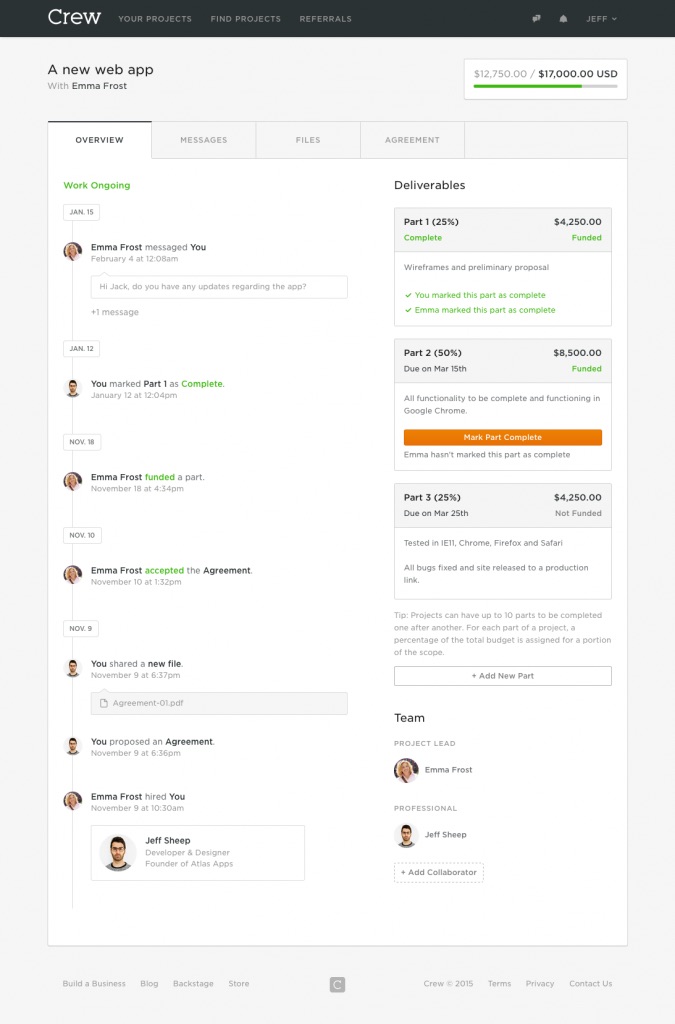 Crew YOUR PROJECTS FIND PROJECTS REFERRALS JEFF
A new web app
With Emma Frost
$12,750.00 / $17,000.00 USD
OVERVIEW MESSAGES FILES AGREEMENT
Work Ongoing
JAN. 15
Emma Frost messaged You
February 4 at 12:08am
Hi Jack, do you have any updates regarding the app?
+1 message
JAN. 12
You marked Part 1 as Complete.
January 12 at 12:04pm
NOV. 18
Emma Frost funded a part.
November 18 at 4:34pm
NOV. 10
Emma Frost accepted the Agreement.
November 10 at 1:32pm
NOV. 9
You shared a new file.
November 9 at 6:37pm
Agreement-01.pdf
You proposed an Agreement.
November 9 at 6:36pm
Emma Frost hired You
November 9 at 10:30am
Jeff Sheep
Developer & Designer
Founder of Atlas Apps
Deliverables
Part 1 (25%) $4,250.00
Complete Funded
Wireframes and preliminary proposal
You marked this part as complete
Emma marked this part as complete
Part 2 (50%) $8,500.00
Due on Mar 15th Funded
All functionality to be complete and functioning in
Google Chrome.
Mark Part Complete
Emma hasn't marked this part as complete
Part 3 (25%) $4,250.00
Due on Mar 25th Not Funded
Tested in IE11, Chrome, Firefox and Safari
All bugs fixed and site released to a production
link.
Tip: Projects can have up to 10 parts to be completed
one after another. For each part of a project, a
percentage of the total budget is assigned for a portion
of the scope.
+ Add New Part
Team
PROJECT LEAD
Emma Frost
PROFESSIONAL
Jeff Sheep
+ Add Collaborator
Build a Business Blog Backstage Store C Crew © 2015 Terms Privacy Contact Us